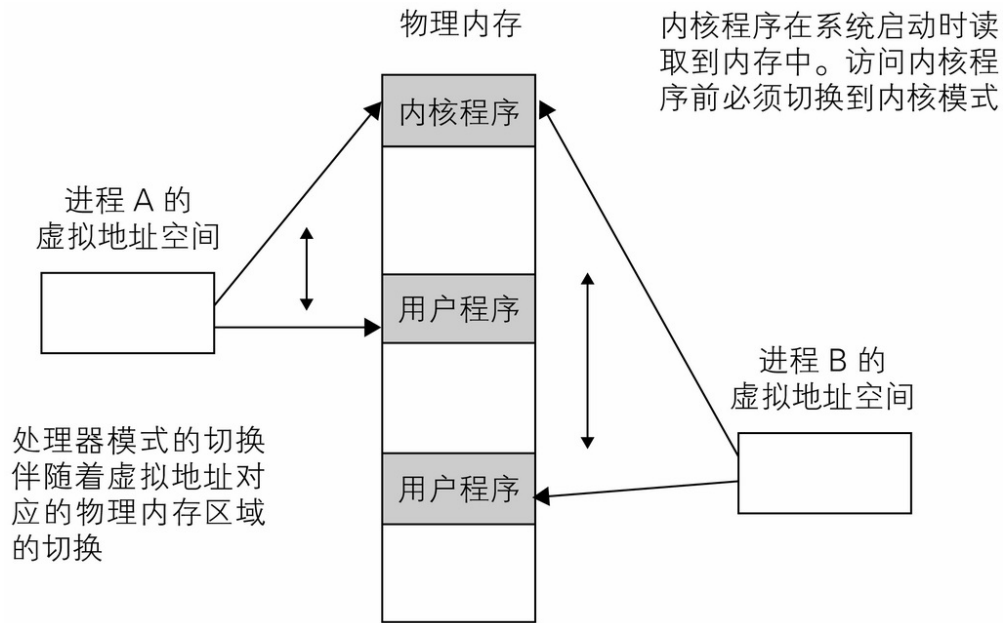 物理内存
内核程序在系统启动时读
取到内存中。访问内核程
序前必须切换到内核模式
内核程序
进程 A 的
虚拟地址空间
用户程序
进程 B 的
虚拟地址空间
处理器模式的切换
伴随着虚拟地址对
应的物理内存区域
的切换
用户程序